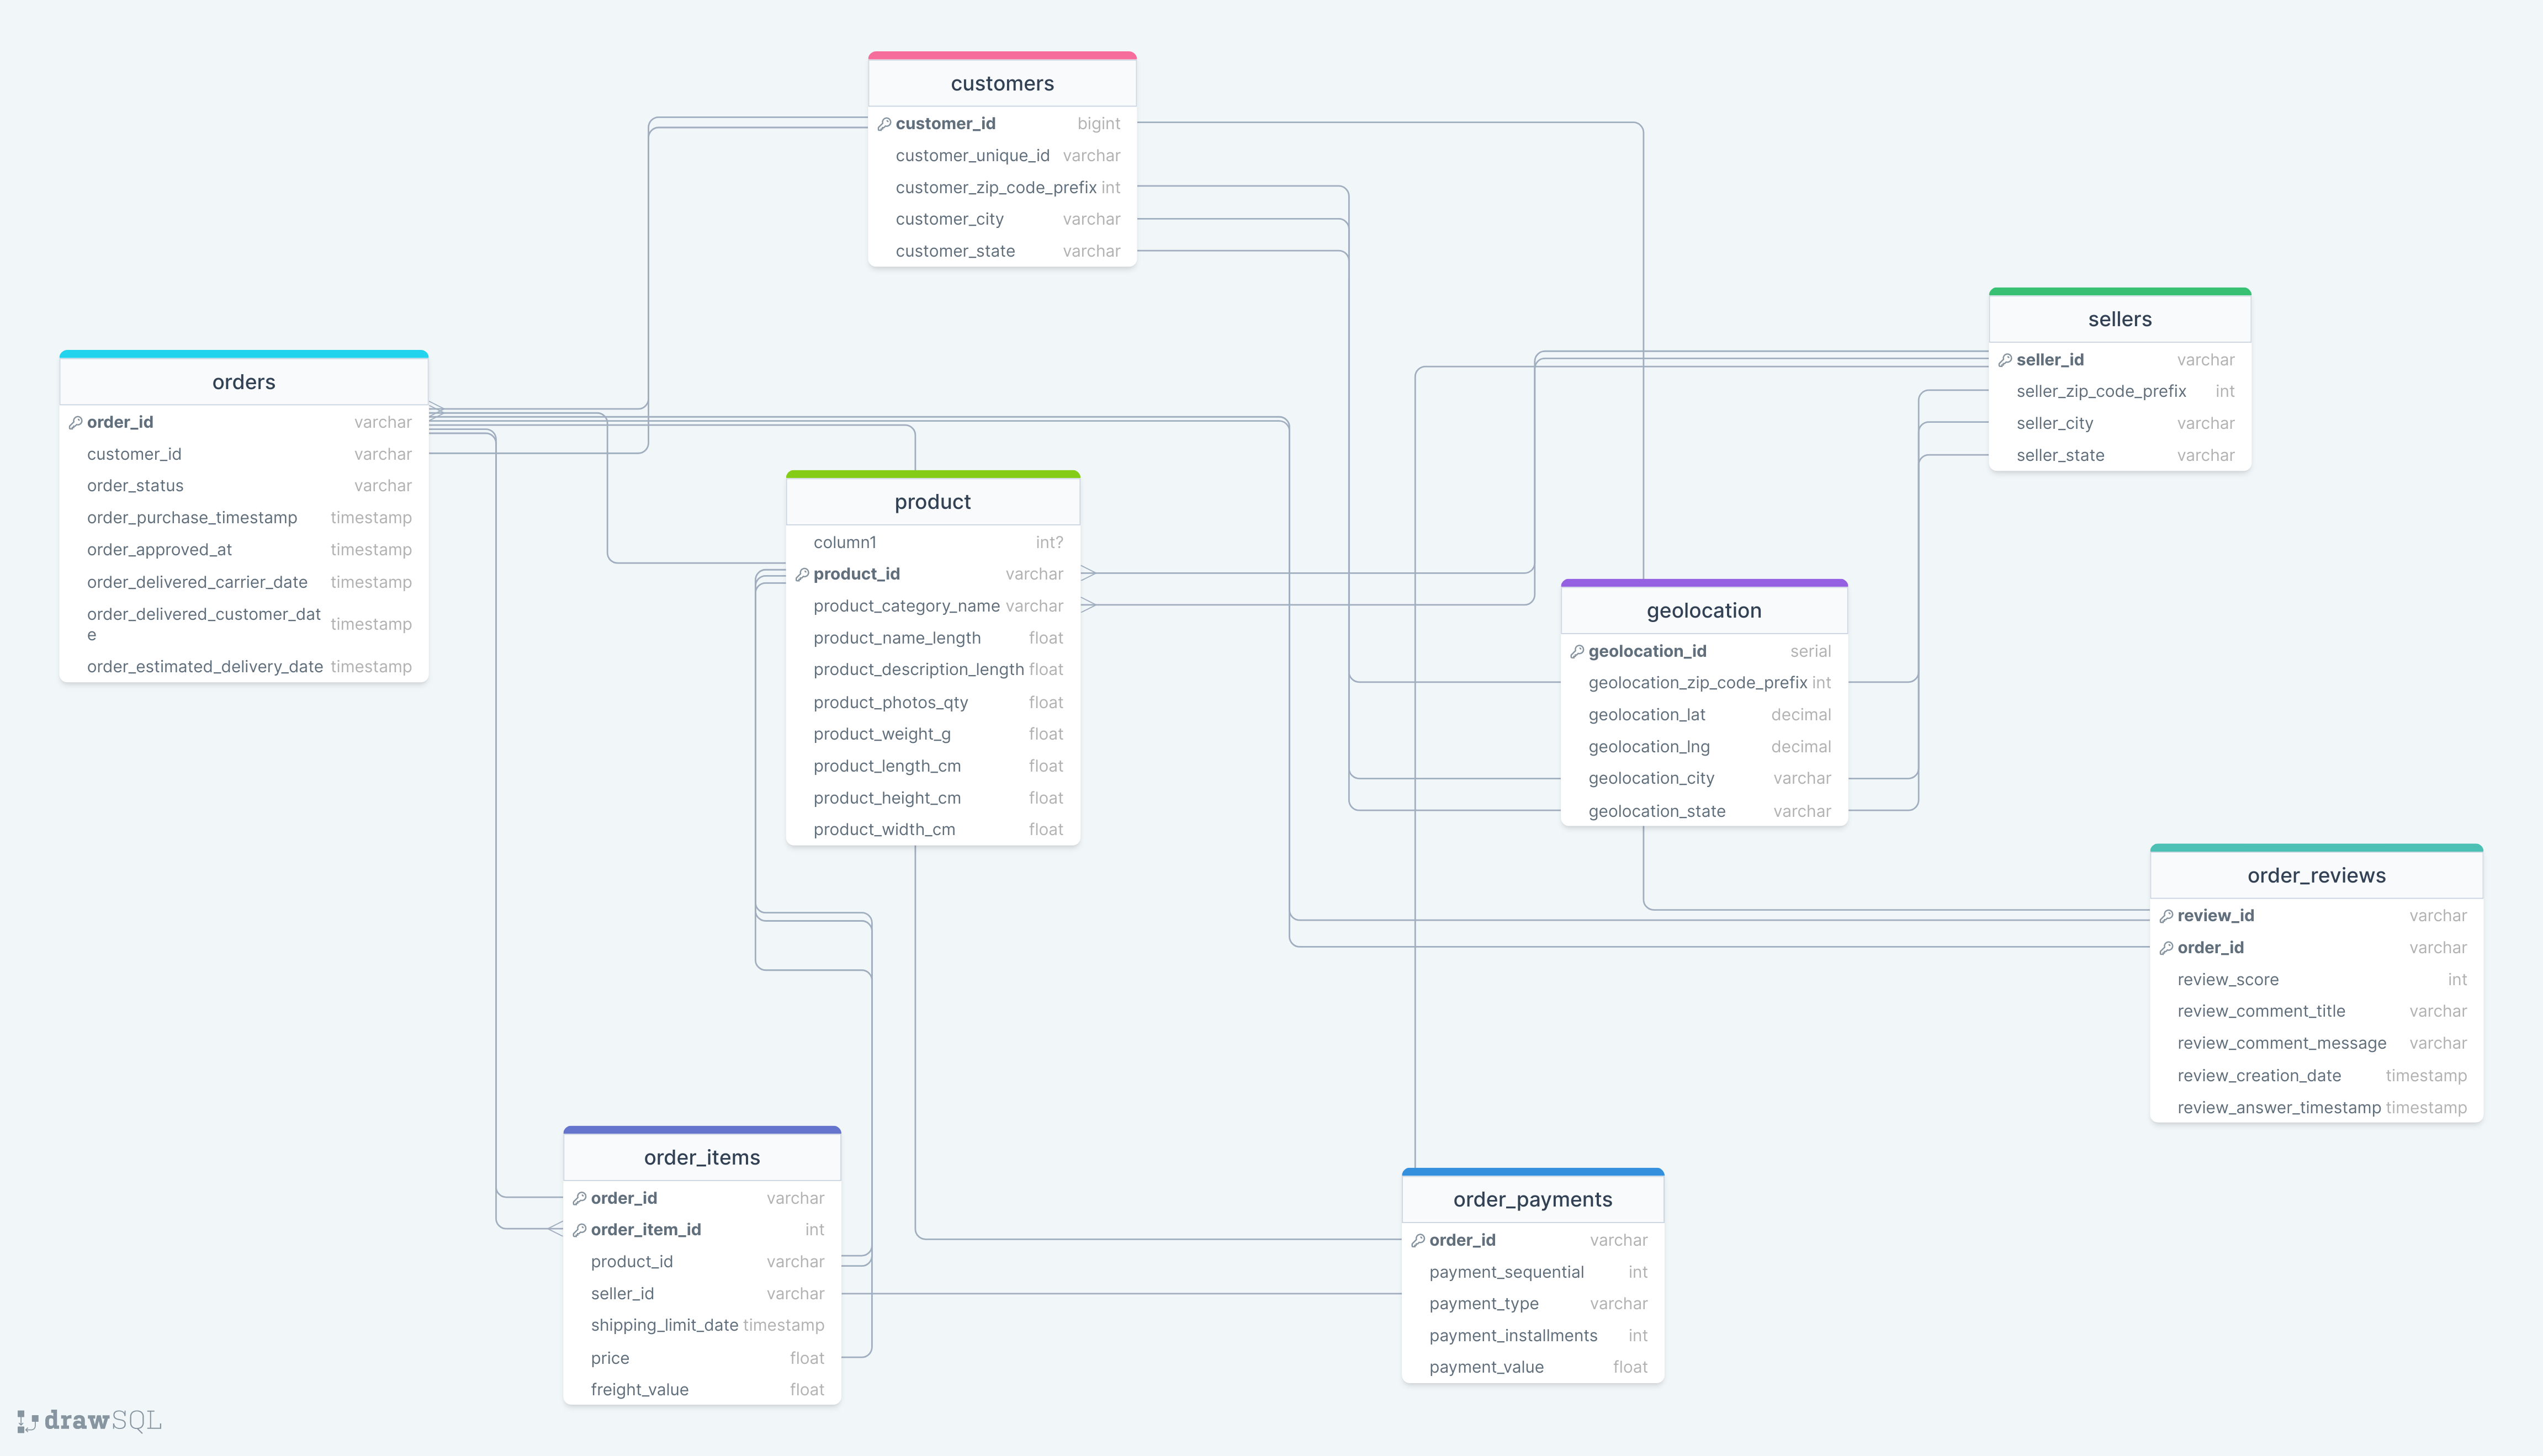 customers
customer_id bigint
customer_unique_id varchar
customer_zip_code_prefix int
customer_city varchar
customer_state varchar
sellers
seller_id varchar
seller_zip_code_prefix int
seller_city varchar
seller_state varchar
orders
order_id varchar
customer_id varchar
order_status varchar
order_purchase_timestamp timestamp
order_approved_at timestamp
order_delivered_carrier_date timestamp
order_delivered_customer_dat
e timestamp
order_estimated_delivery_date timestamp
product
column1 int?
product_id varchar
product_category_name varchar
product_name_length float
product_description_length float
product_photos_qty float
product_weight_g float
product_length_cm float
product_height_cm float
product_width_cm float
geolocation
geolocation_id serial
geolocation_zip_code_prefix int
geolocation_lat decimal
geolocation_lng decimal
geolocation_city varchar
geolocation_state varchar
order_reviews
review_id varchar
order_id varchar
review_score int
review_comment_title varchar
review_comment_message varchar
review_creation_date timestamp
review_answer_timestamp timestamp
order_items
order_id varchar
order_item_id int
product_id varchar
seller_id varchar
shipping_limit_date timestamp
price float
freight_value float
order_payments
order_id varchar
payment_sequential int
payment_type varchar
payment_installments int
payment_value float
drawSQL